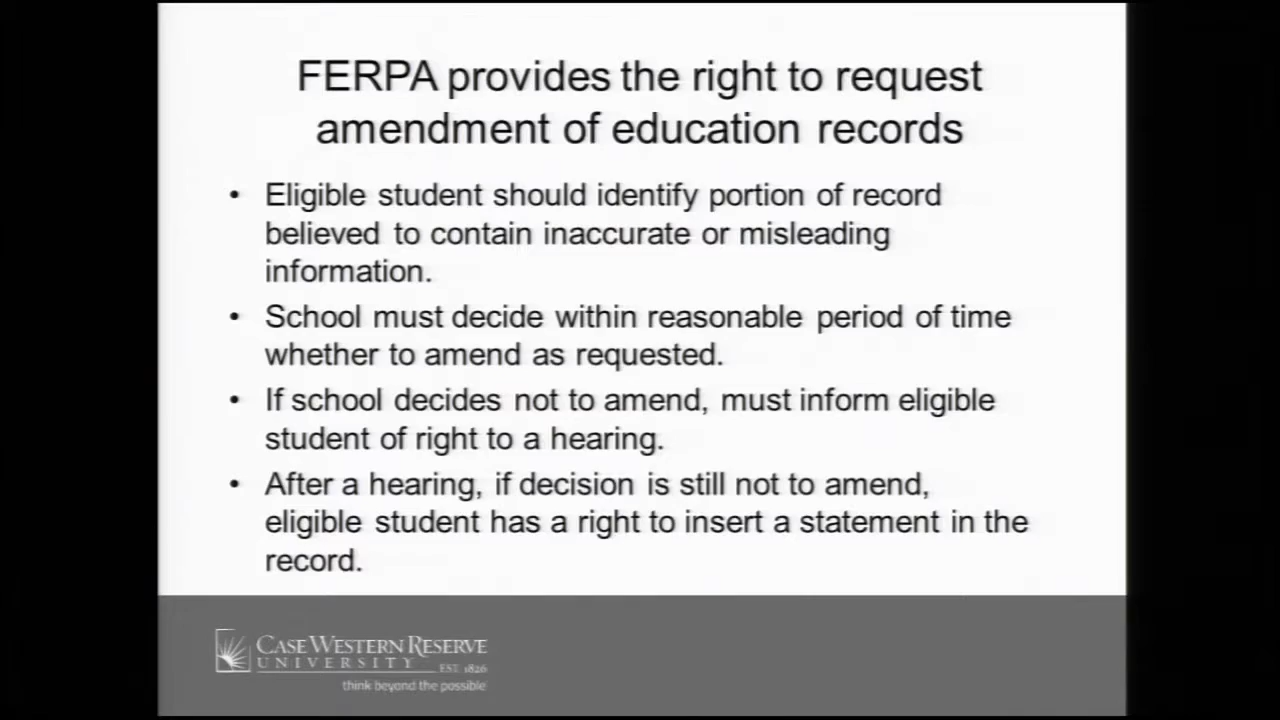 FERPA provides the right to request
amendment of education records
• Eligible student should identify portion of record
believed to contain inaccurate or misleading
information.
• School must decide within reasonable period of time
whether to amend as requested.
• If school decides not to amend, must inform eligible
student of right to a hearing.
• After a hearing, if decision is still not to amend,
eligible student has a right to insert a statement in the
record.
CASE WESTERN RESERVE
UNIVERSITY EST. 1826
think beyond the possible